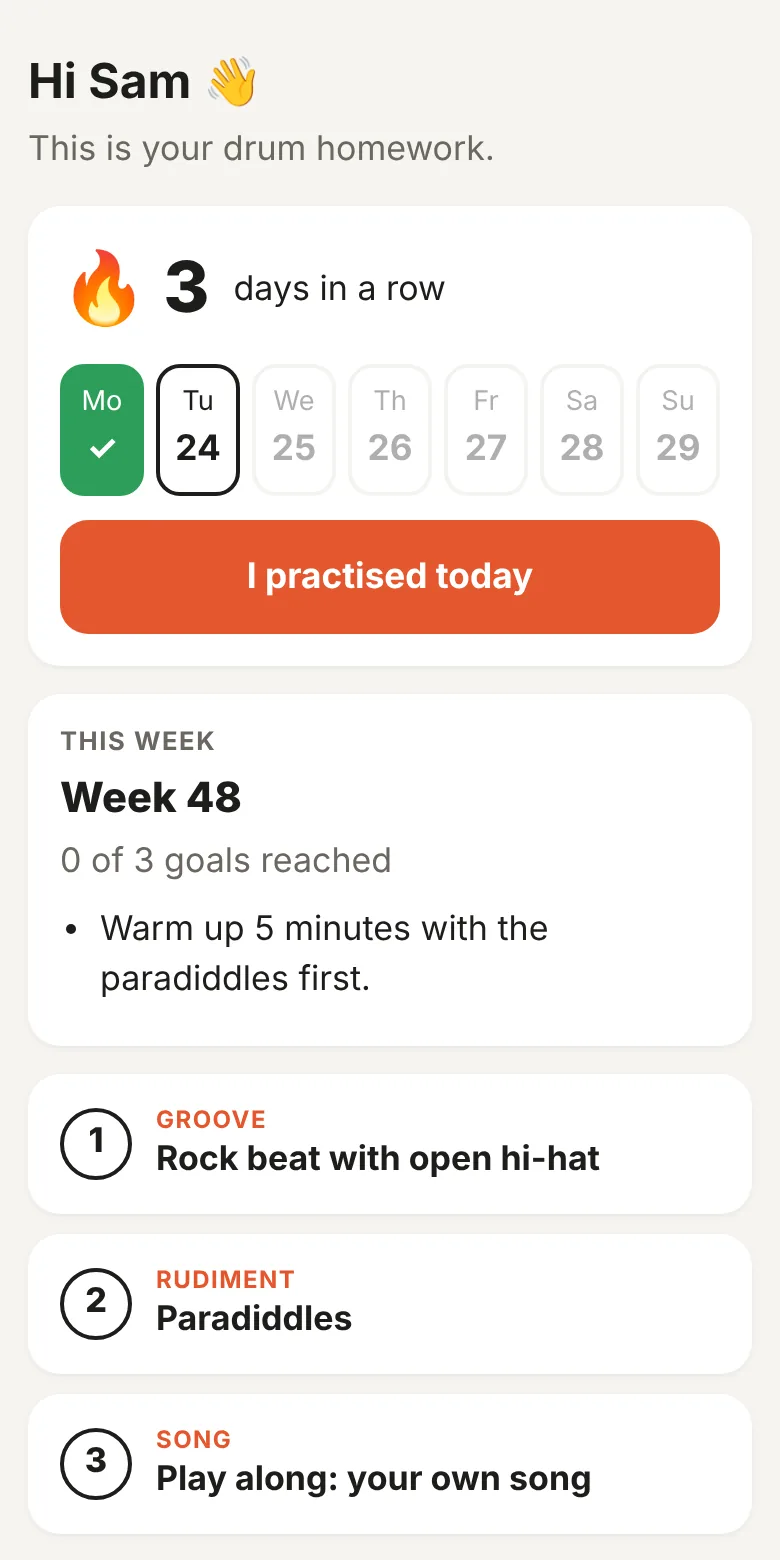 Hi Sam 👋
This is your drum homework.
🔥 3 days in a row
Mo Tu We Th Fr Sa Su
✓ 24 25 26 27 28 29
I practised today
THIS WEEK
Week 48
0 of 3 goals reached
• Warm up 5 minutes with the
paradiddles first.
1
GROOVE
Rock beat with open hi-hat
2
RUDIMENT
Paradiddles
3
SONG
Play along: your own song